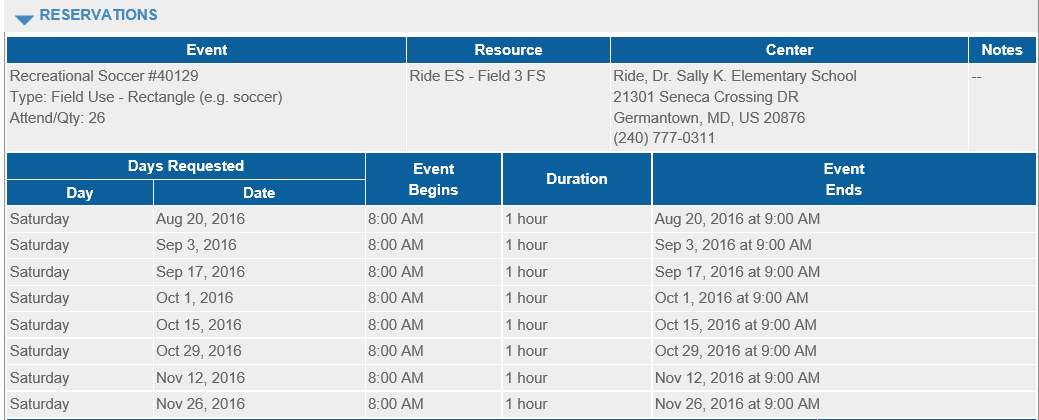 RESERVATIONS
Event Resource Center Notes
Recreational Soccer #40129 Ride ES - Field 3 FS Ride, Dr. Sally K. Elementary School --
Type: Field Use - Rectangle (e.g. soccer) 21301 Seneca Crossing DR
Attend/Qty: 26 Germantown, MD, US 20876
(240) 777-0311
Days Requested Event Begins Duration Event Ends
Day Date
Saturday Aug 20, 2016 8:00 AM 1 hour Aug 20, 2016 at 9:00 AM
Saturday Sep 3, 2016 8:00 AM 1 hour Sep 3, 2016 at 9:00 AM
Saturday Sep 17, 2016 8:00 AM 1 hour Sep 17, 2016 at 9:00 AM
Saturday Oct 1, 2016 8:00 AM 1 hour Oct 1, 2016 at 9:00 AM
Saturday Oct 15, 2016 8:00 AM 1 hour Oct 15, 2016 at 9:00 AM
Saturday Oct 29, 2016 8:00 AM 1 hour Oct 29, 2016 at 9:00 AM
Saturday Nov 12, 2016 8:00 AM 1 hour Nov 12, 2016 at 9:00 AM
Saturday Nov 26, 2016 8:00 AM 1 hour Nov 26, 2016 at 9:00 AM